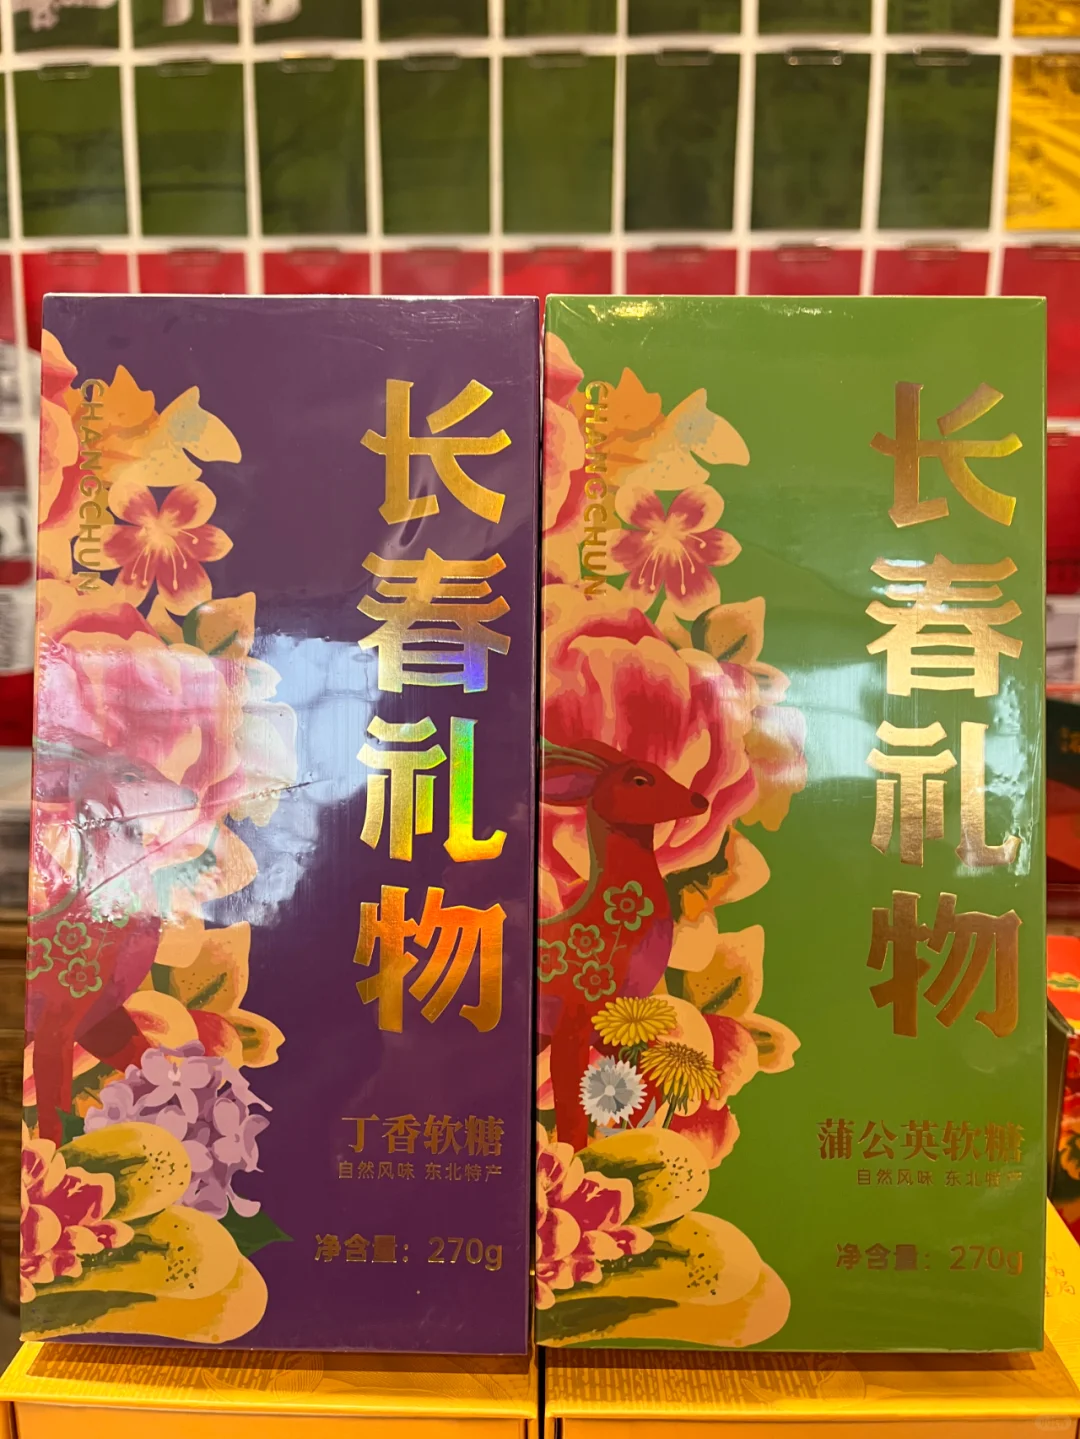 CHANGCHUN
长春礼物
丁香软糖
自然风味 东北特产
净含量：270g
CHANGCHUN
长春礼物
蒲公英软糖
自然风味 东北特产
净含量：270g